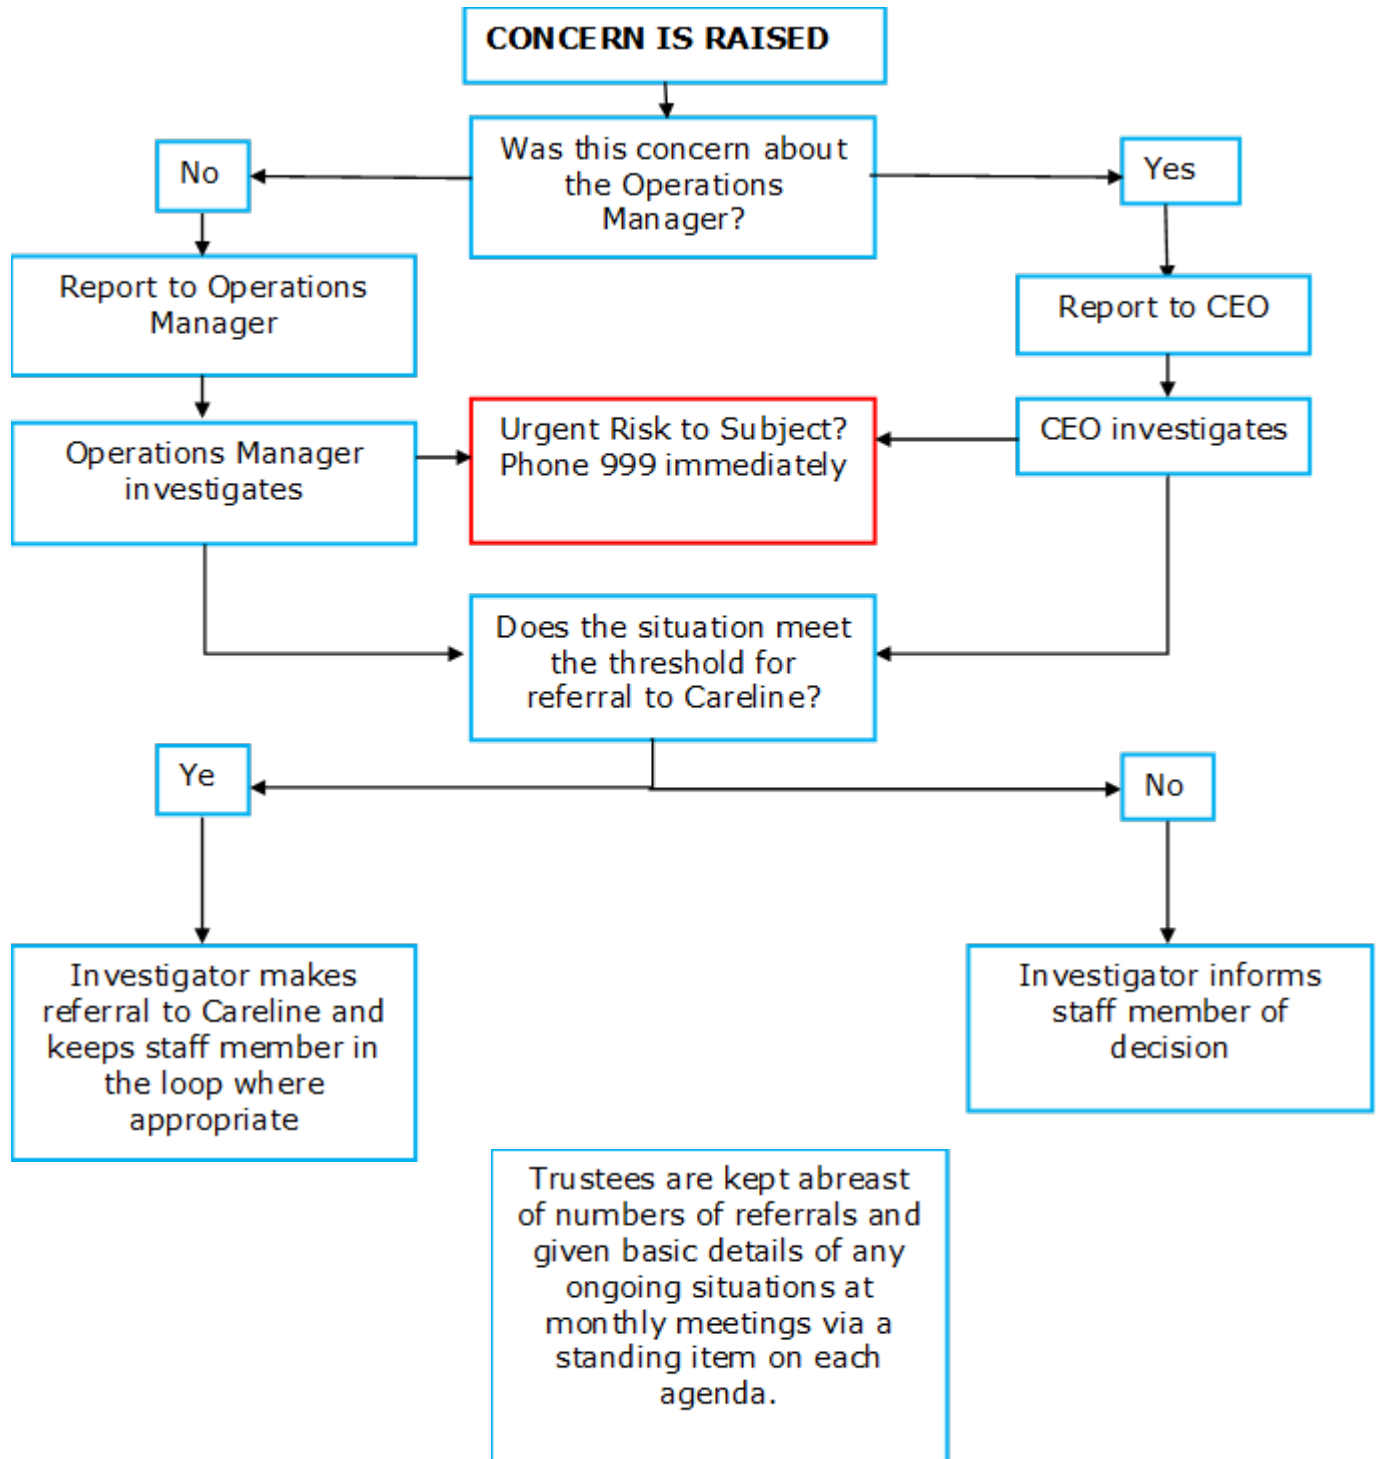 CONCERN IS RAISED
Was this concern about
the Operations
Manager?
No
Yes
Report to Operations
Manager
Report to CEO
Operations Manager
investigates
Urgent Risk to Subject?
Phone 999 immediately
CEO investigates
Does the situation meet
the threshold for
referral to Careline?
Ye
No
Investigator makes
referral to Careline and
keeps staff member in
the loop where
appropriate
Investigator informs
staff member of
decision
Trustees are kept abreast
of numbers of referrals and
given basic details of any
ongoing situations at
monthly meetings via a
standing item on each
agenda.